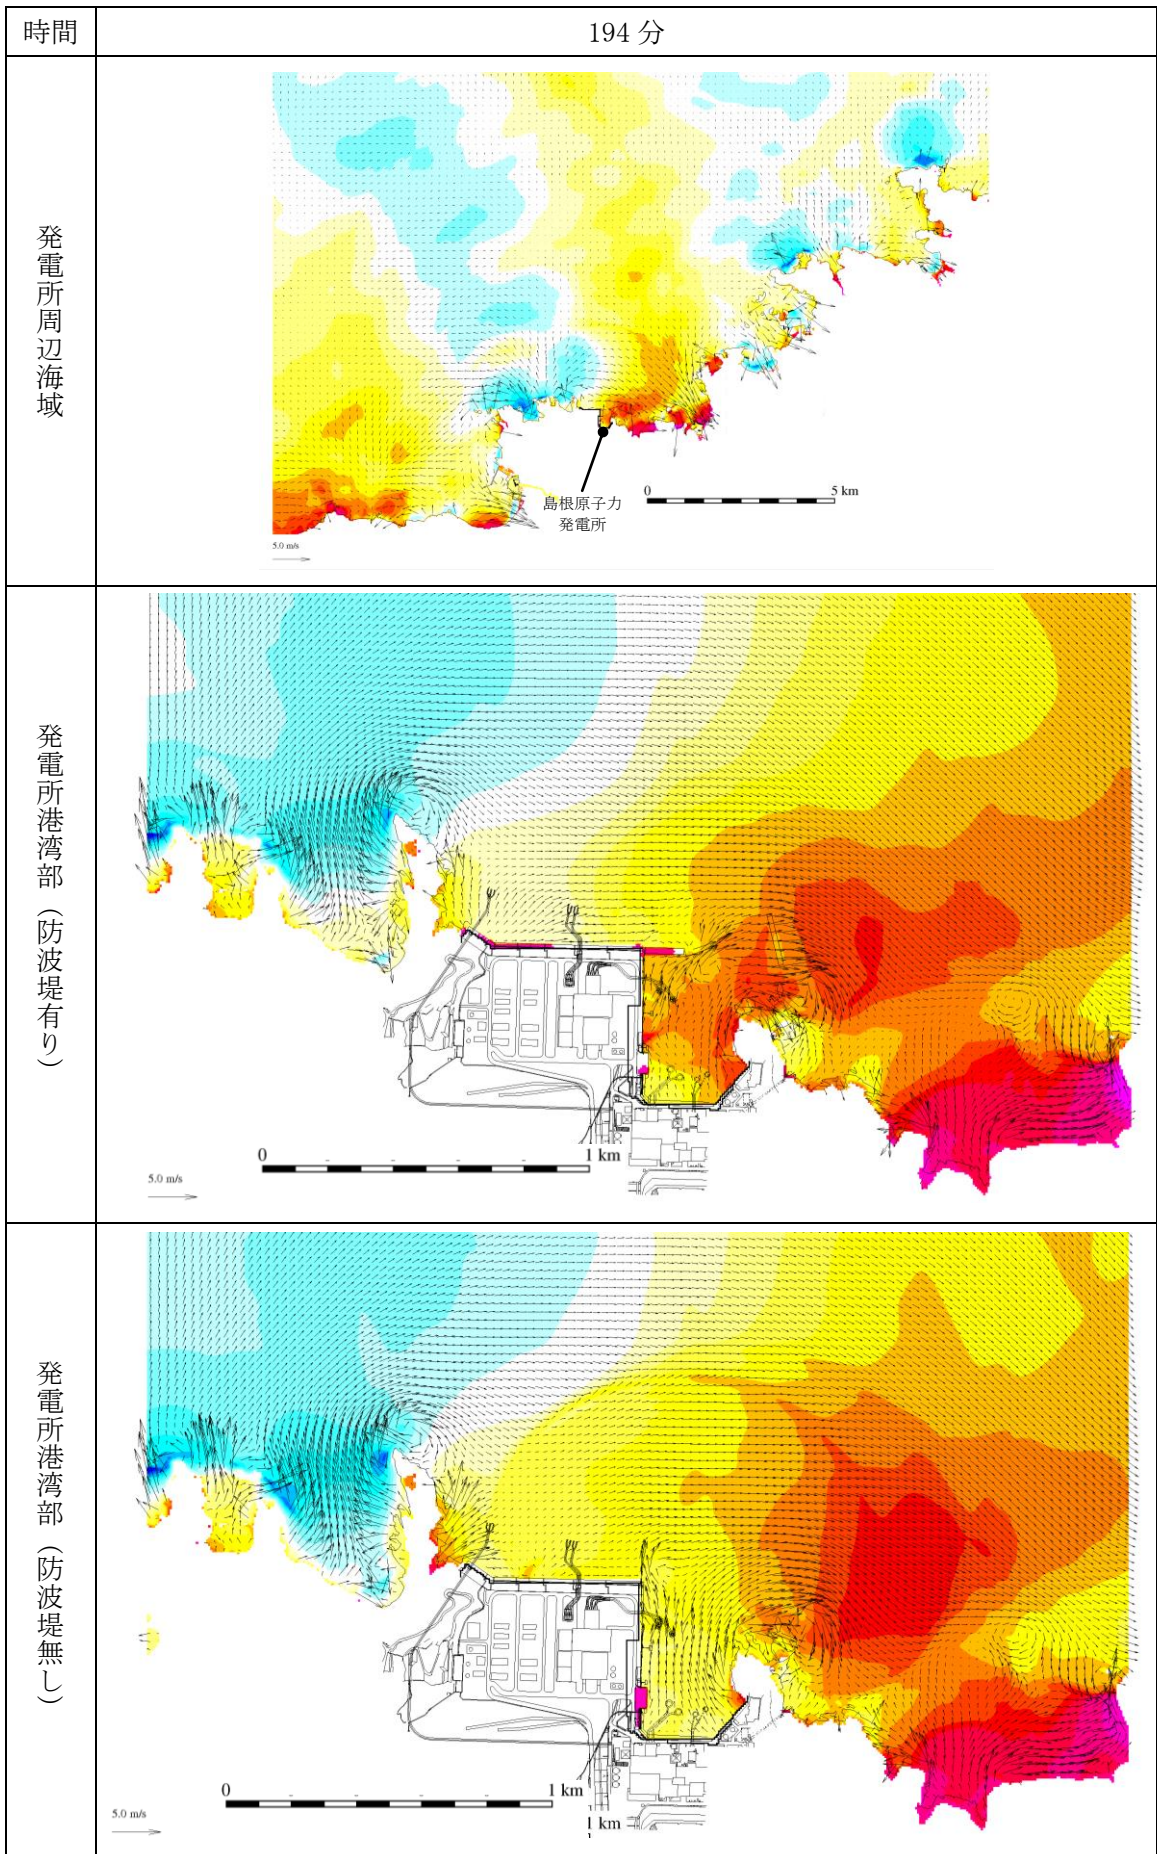 時間
194 分
発電所周辺海域
島根原子力
発電所
0
5 km
5.0 m/s
発電所港湾部（防波堤有り）
0
1 km
5.0 m/s
発電所港湾部（防波堤無し）
0
1 km
5.0 m/s
1 km